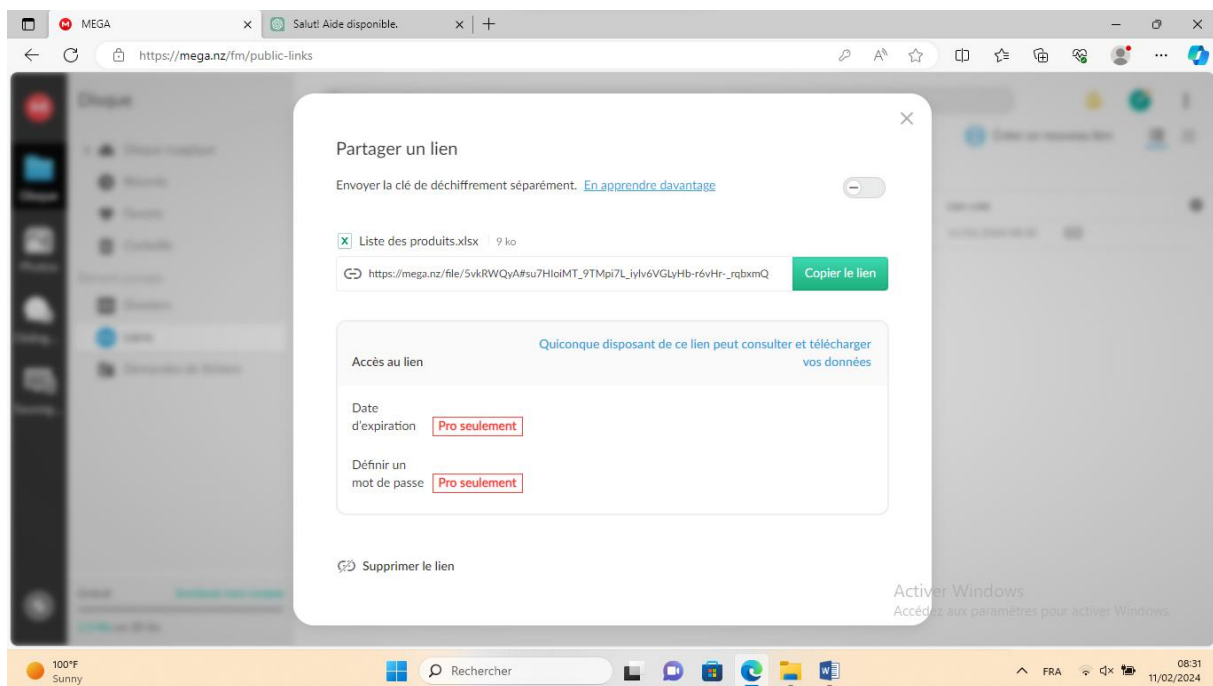 MEGA
Salut! Aide disponible.
https://mega.nz/fm/public-links
Disque
Partager un lien
Envoyer la clé de déchiffrement séparément. En apprendre davantage
Liste des produits.xlsx 9 ko
https://mega.nz/file/5vkRWQyA#su7HloiMT_9TMpi7L_iylv6VGLyHb-r6vHr-_rqbxmQ Copier le lien
Quiconque disposant de ce lien peut consulter et télécharger
Accès au lien
vos données
Date
d'expiration Pro seulement
Définir un
mot de passe Pro seulement
Supprimer le lien
Activer Windows
Accédez aux paramètres pour activer Windows.
100°F
Sunny
Rechercher
FRA
08:31
11/02/2024